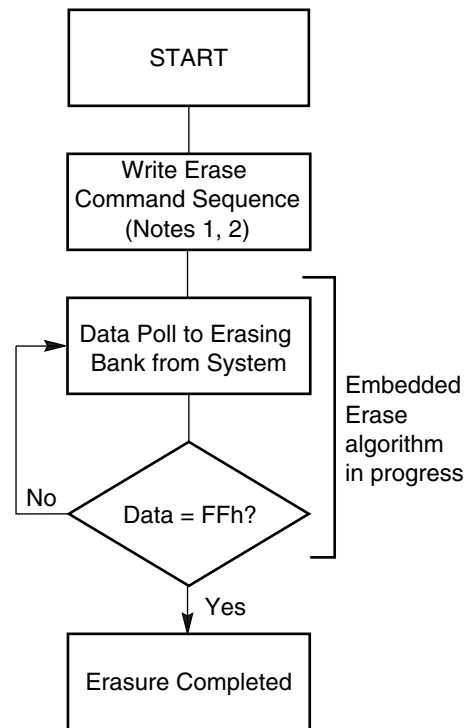 START
Write Erase
Command Sequence
(Notes 1, 2)
Data Poll to Erasing
Bank from System
Embedded
Erase
algorithm
in progress
No
Data = FFh?
Yes
Erasure Completed